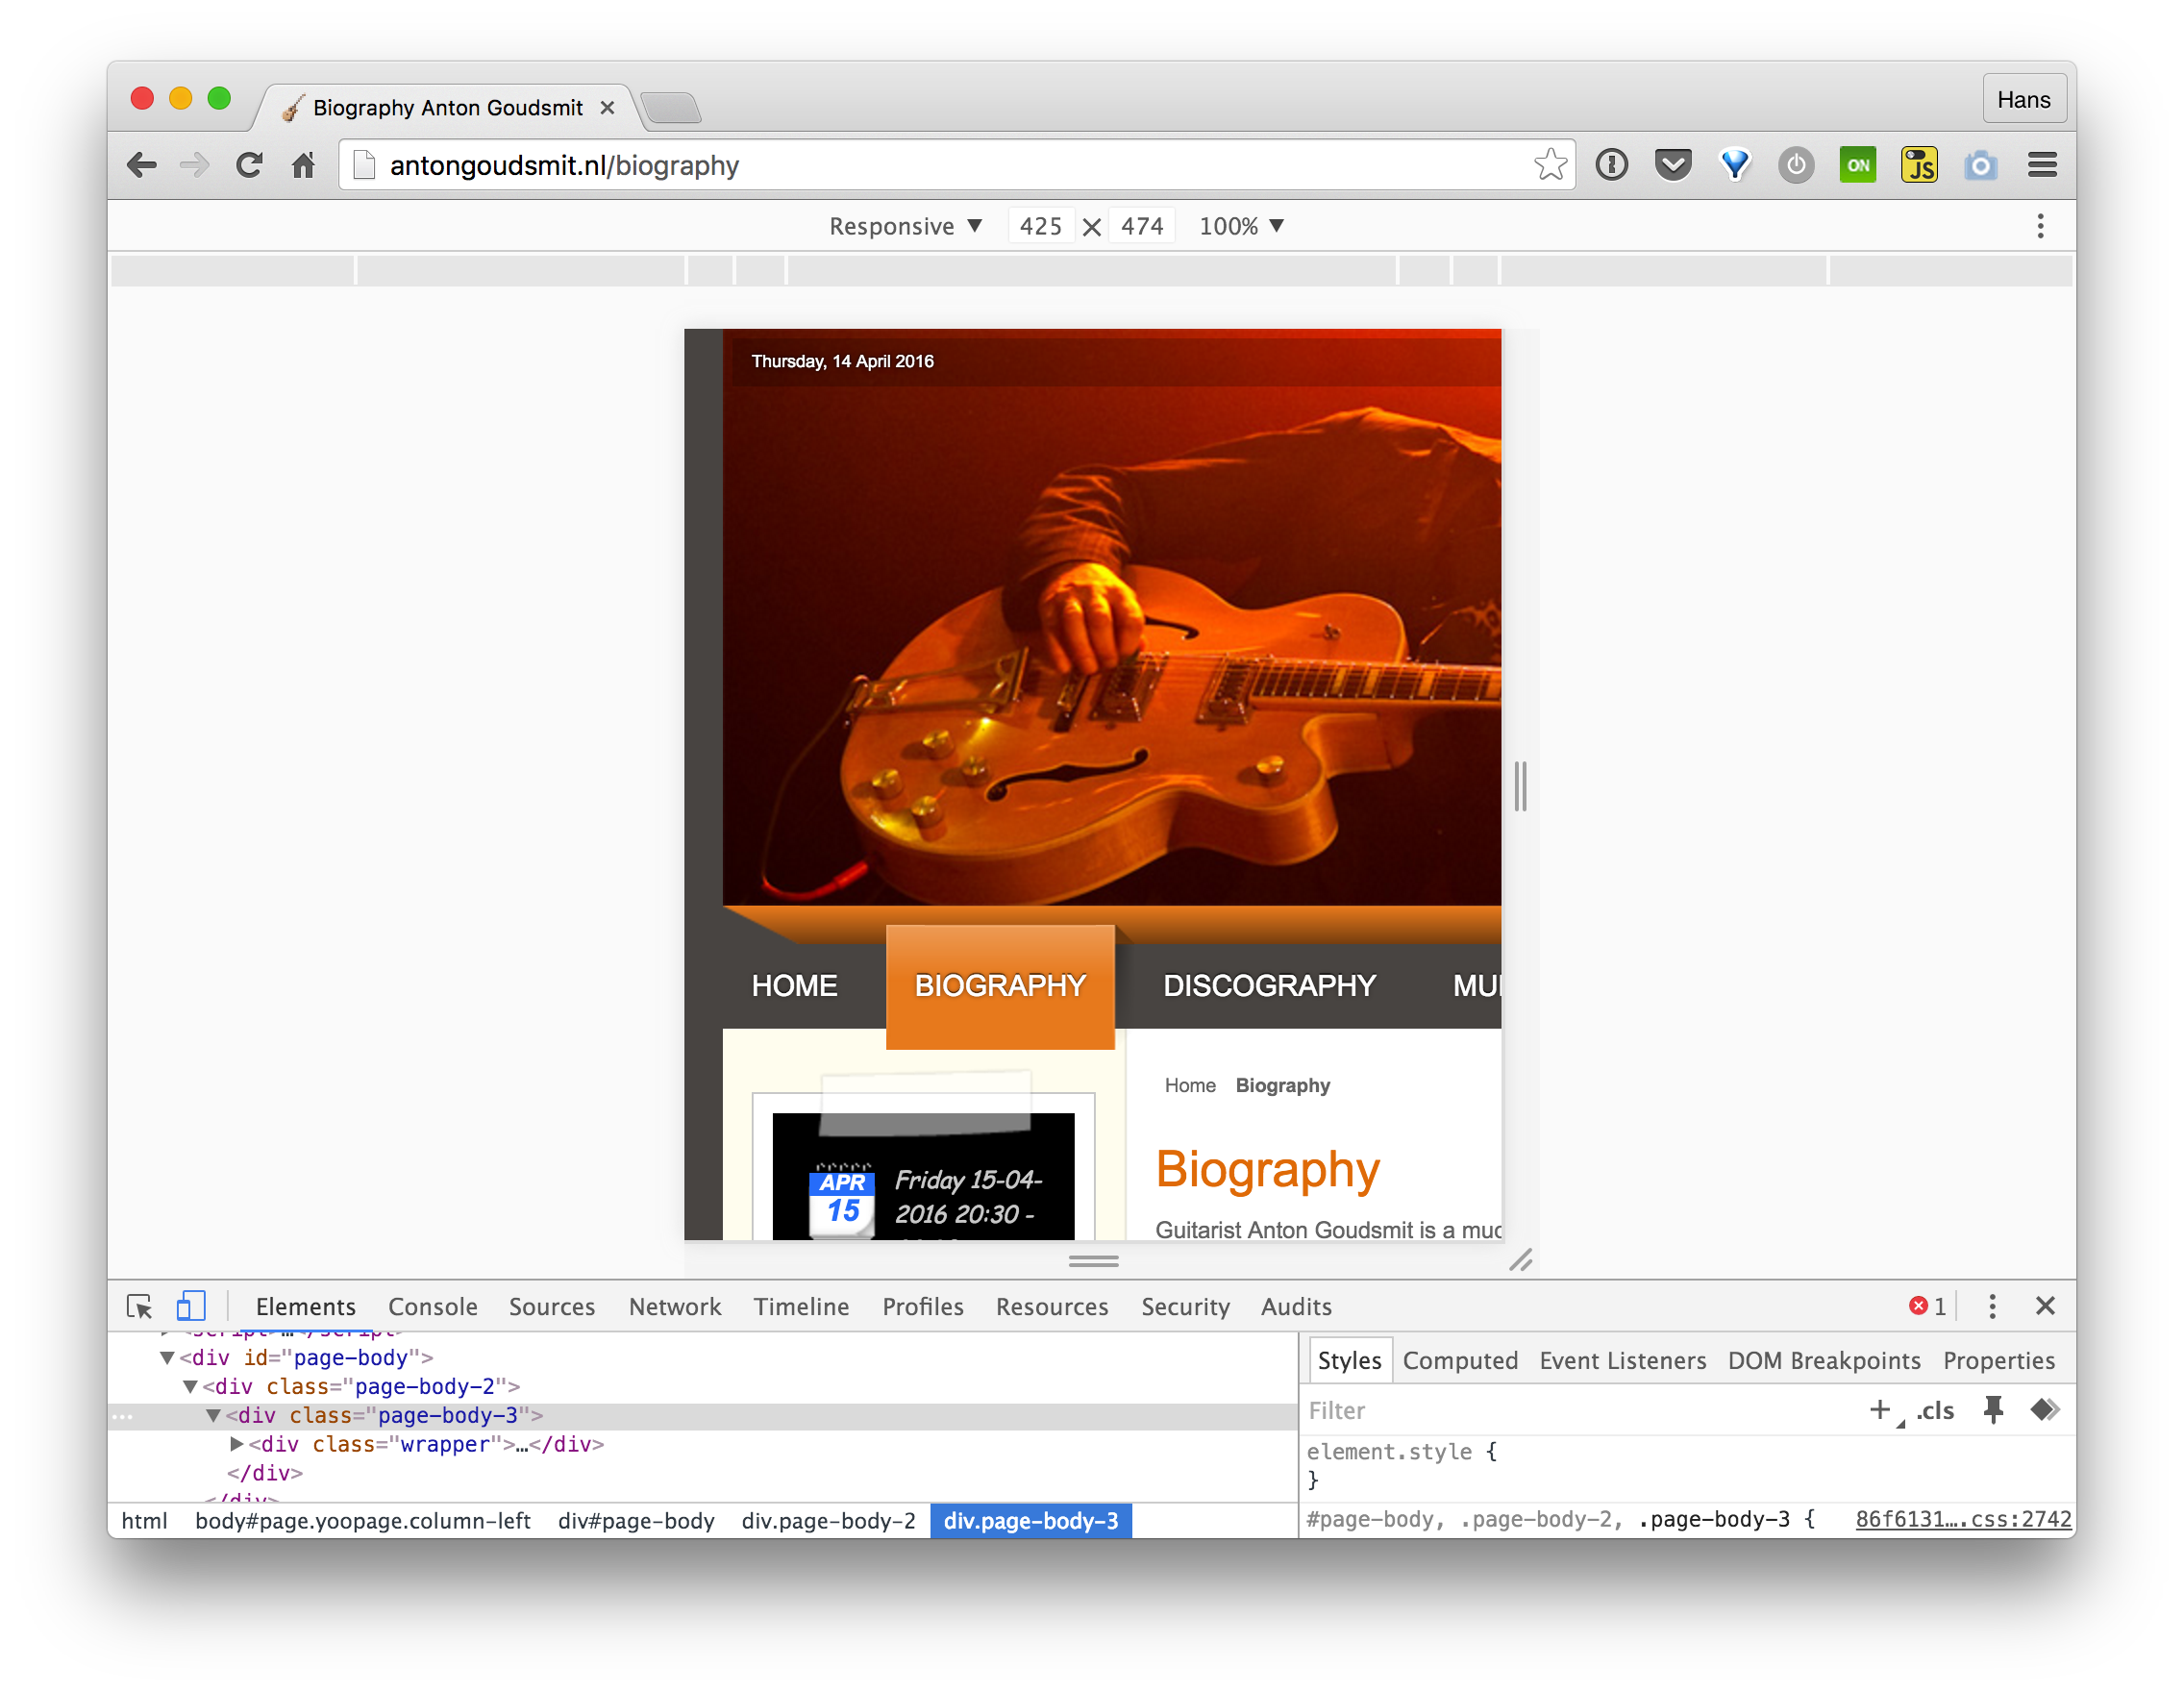 Biography Anton Goudsmit ×
Hans
antongoudsmit.nl/biography
ON
JS
Responsive ▼ 425 × 474 100% ▼
Thursday, 14 April 2016
HOME BIOGRAPHY DISCOGRAPHY
Home Biography
Biography
Guitarist Anton Goudsmit is a
APR
15
Friday 15-04-
2016 20:30 -
Elements Console Sources Network Timeline Profiles Resources Security Audits
1
<div id="page-body">
<div class="page-body-2">
<div class="page-body-3">
<div class="wrapper">…</div>
</div>
</div>
html body#page.yoopage.column-left div#page-body div.page-body-2 div.page-body-3
Styles Computed Event Listeners DOM Breakpoints Properties
Filter
+ .cls
element.style {
}
#page-body, .page-body-2, .page-body-3 { 86f6131….css:2742